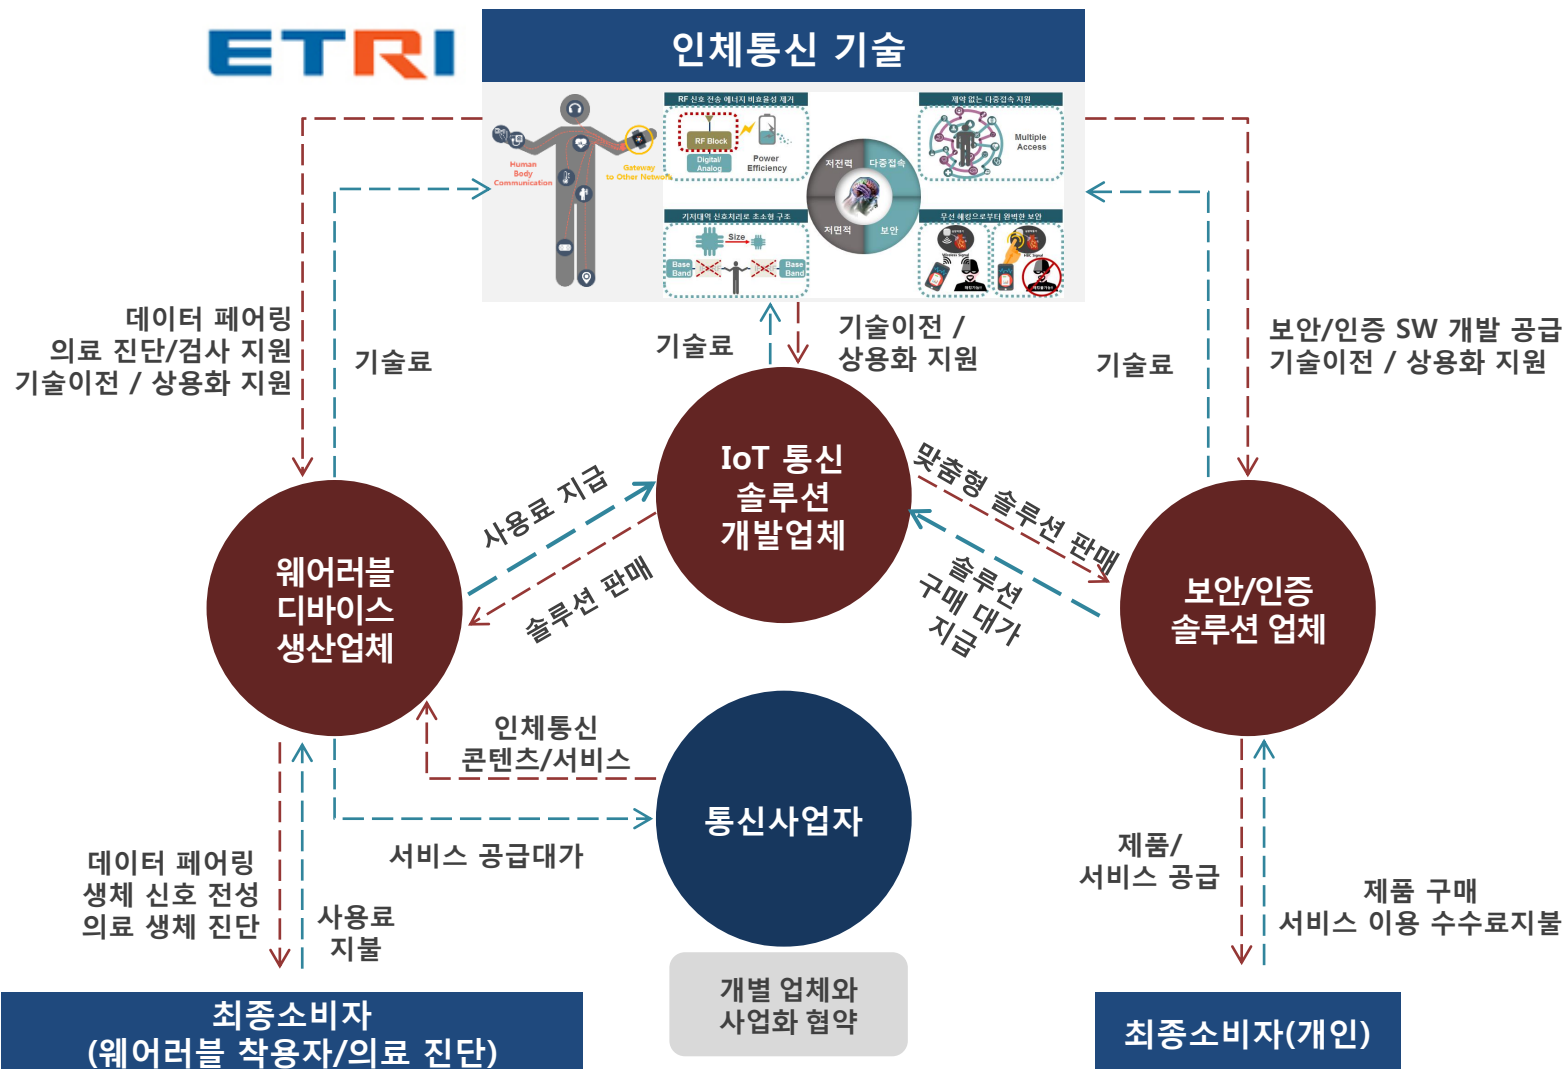 ETRI
인체통신 기술
Human
Body
Communication
Gateway
to Other Network
RF 신호 전송 에너지 비효율성 제거
RF Block
Digital/
Analog
Power
Efficiency
제약 없는 다중접속 지원
Multiple
Access
저전력
다중접속
저면적
보안
기저대역 신호처리로 초소형 구조
Size
Base
Band
Base
Band
무선 해킹으로부터 완벽한 보안
Wireless Signal
HBC Signal
데이터 페어링
의료 진단/검사 지원
기술이전 / 상용화 지원
기술료
기술료
기술이전 /
상용화 지원
기술료
보안/인증 SW 개발 공급
기술이전 / 상용화 지원
IoT 통신
솔루션
개발업체
사용료 지급
솔루션 판매
맞춤형 솔루션 판매
솔루션
구매 대가
지급
웨어러블
디바이스
생산업체
보안/인증
솔루션 업체
인체통신
콘텐츠/서비스
통신사업자
서비스 공급대가
데이터 페어링
생체 신호 전성
의료 생체 진단
사용료
지불
제품/
서비스 공급
제품 구매
서비스 이용 수수료지불
개별 업체와
사업화 협약
최종소비자
(웨어러블 착용자/의료 진단)
최종소비자(개인)